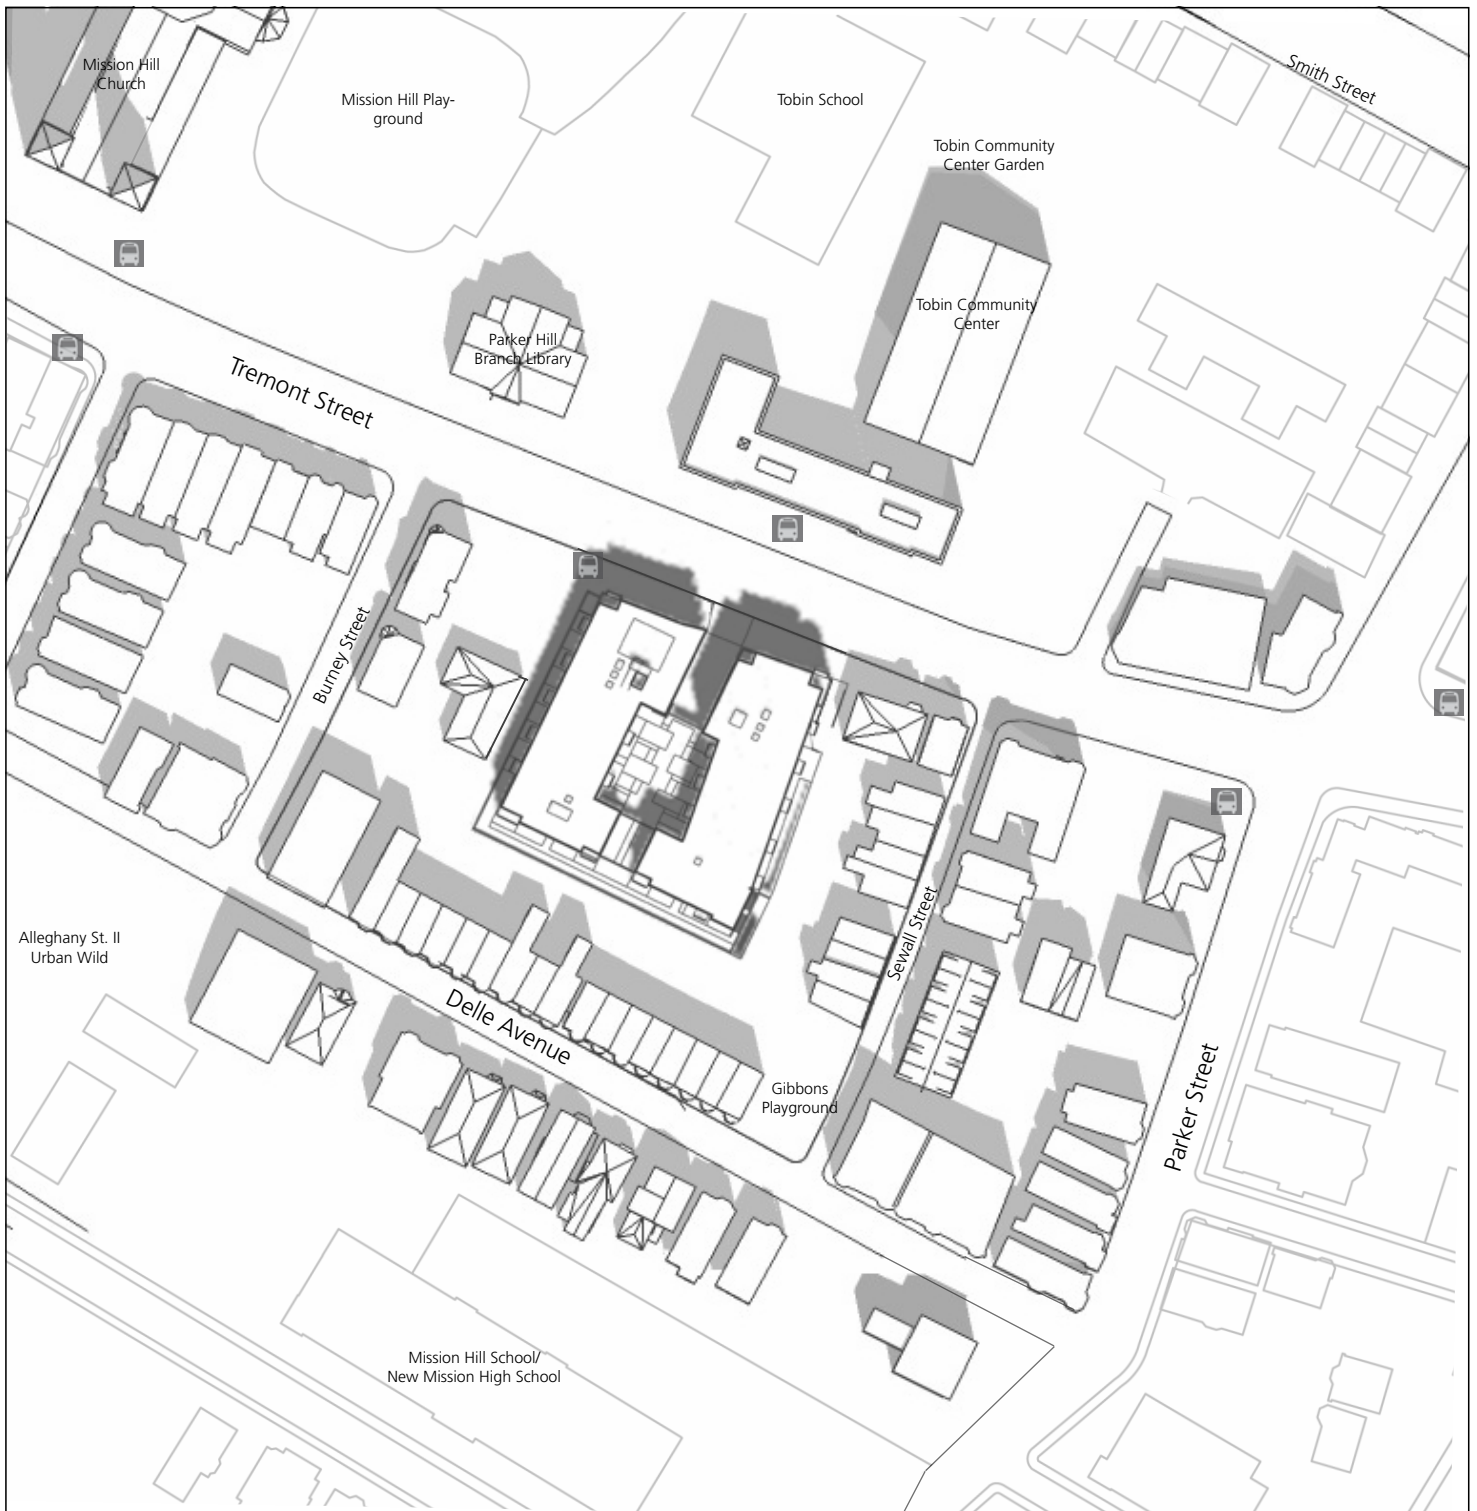 Mission Hill
Church
Mission Hill Play-
ground
Tobin School
Smith Street
Tobin Community
Center Garden
Tobin Community
Center
Parker Hill
Branch Library
Tremont Street
Burney Street
Sewall Street
Alleghany St. II
Urban Wild
Delle Avenue
Gibbons
Playground
Parker Street
Mission Hill School/
New Mission High School